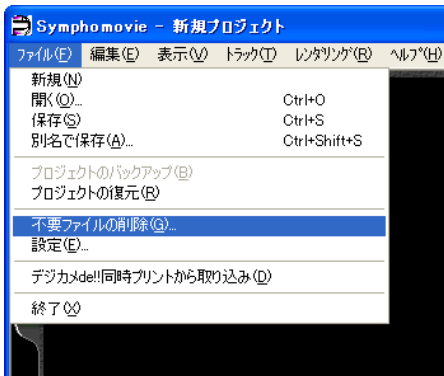 Symphomovie - 新規プロジェクト
ファイル(F) 編集(E) 表示(V) トラック(T) レンダリング(R) ヘルプ(H)
新規(N)
開く(O)... Ctrl+O
保存(S) Ctrl+S
別名で保存(A)... Ctrl+Shift+S
プロジェクトのバックアップ(B)
プロジェクトの復元(R)
不要ファイルの削除(G)...
設定(E)...
デジカメde!!同時プリントから取り込み(D)
終了(X)